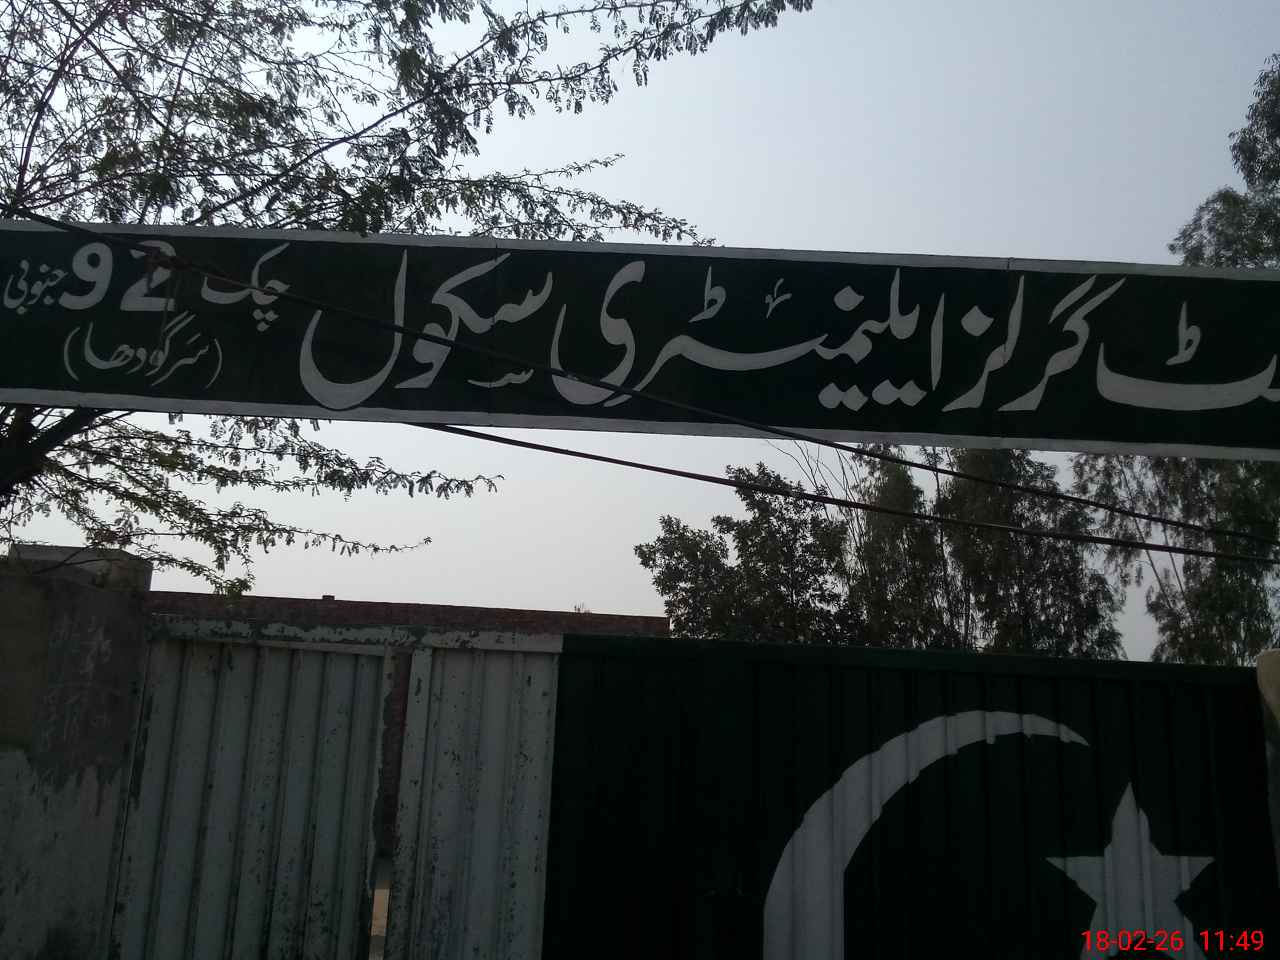 گرلز ایلیمنٹری سکول چک 92 جنوبی
(سرگودھا)
18-02-26 11:49